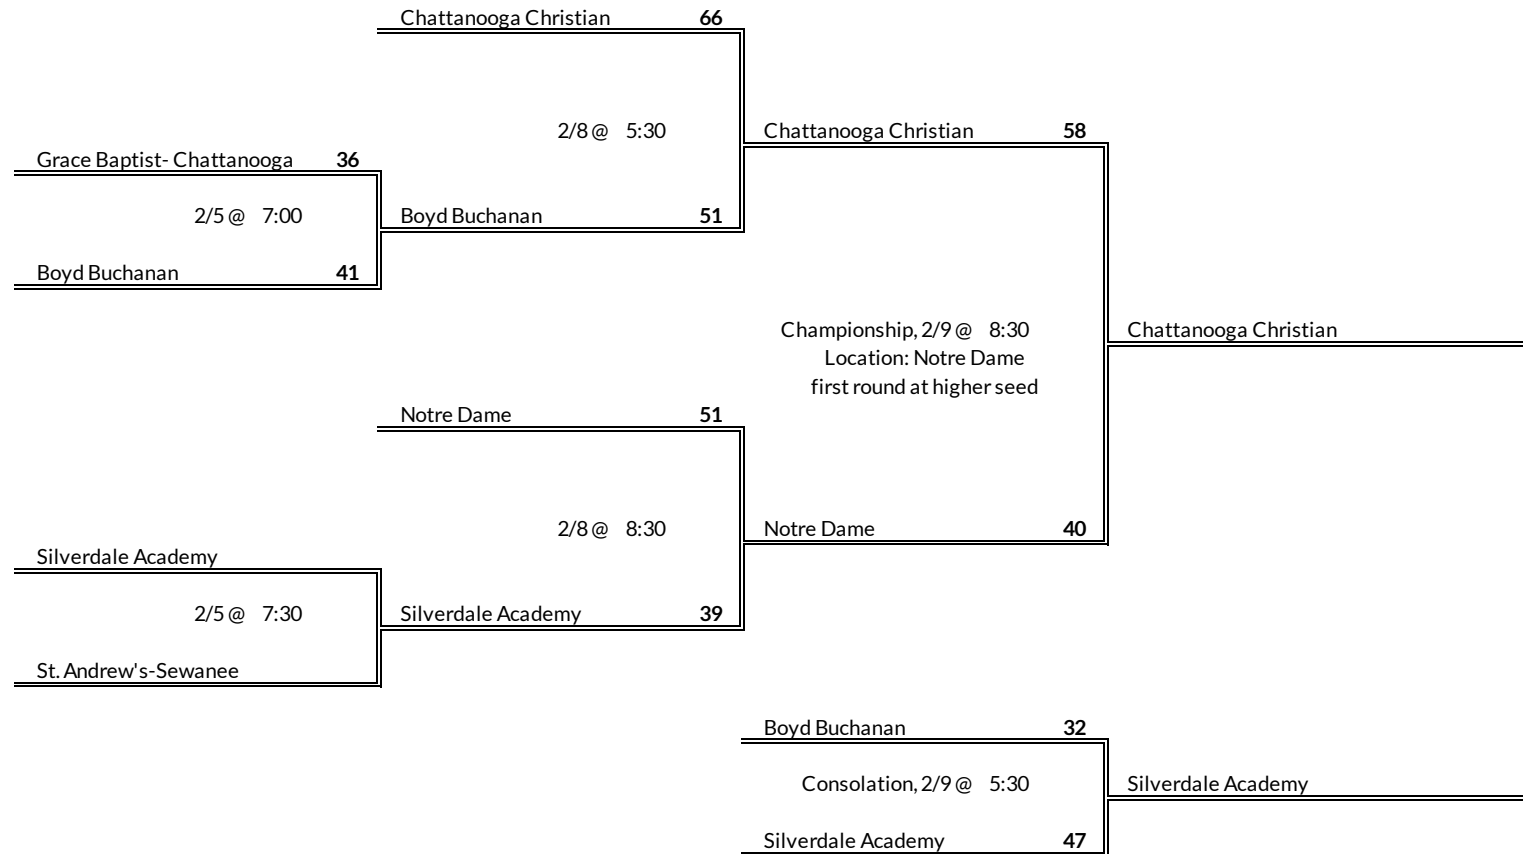 Chattanooga Christian 66
2/8 @ 5:30
Chattanooga Christian 58
Grace Baptist- Chattanooga 36
2/5 @ 7:00
Boyd Buchanan 51
Boyd Buchanan 41
Championship, 2/9 @ 8:30
Chattanooga Christian
Location: Notre Dame
first round at higher seed
Notre Dame 51
2/8 @ 8:30
Notre Dame 40
Silverdale Academy
2/5 @ 7:30
Silverdale Academy 39
St. Andrew's-Sewanee
Boyd Buchanan 32
Consolation, 2/9 @ 5:30
Silverdale Academy
Silverdale Academy 47